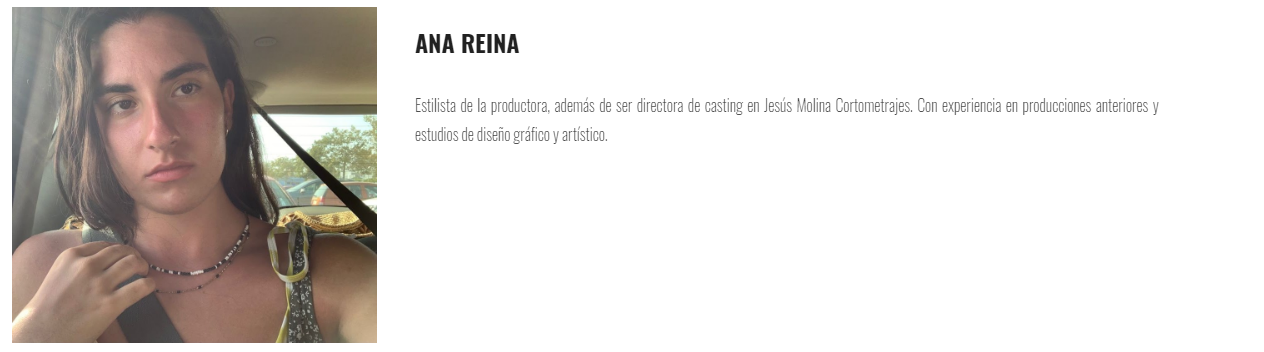 ANA REINA
Estilista de la productora, además de ser directora de casting en Jesús Molina Cortometrajes. Con experiencia en producciones anteriores y
estudios de diseño gráfico y artístico.